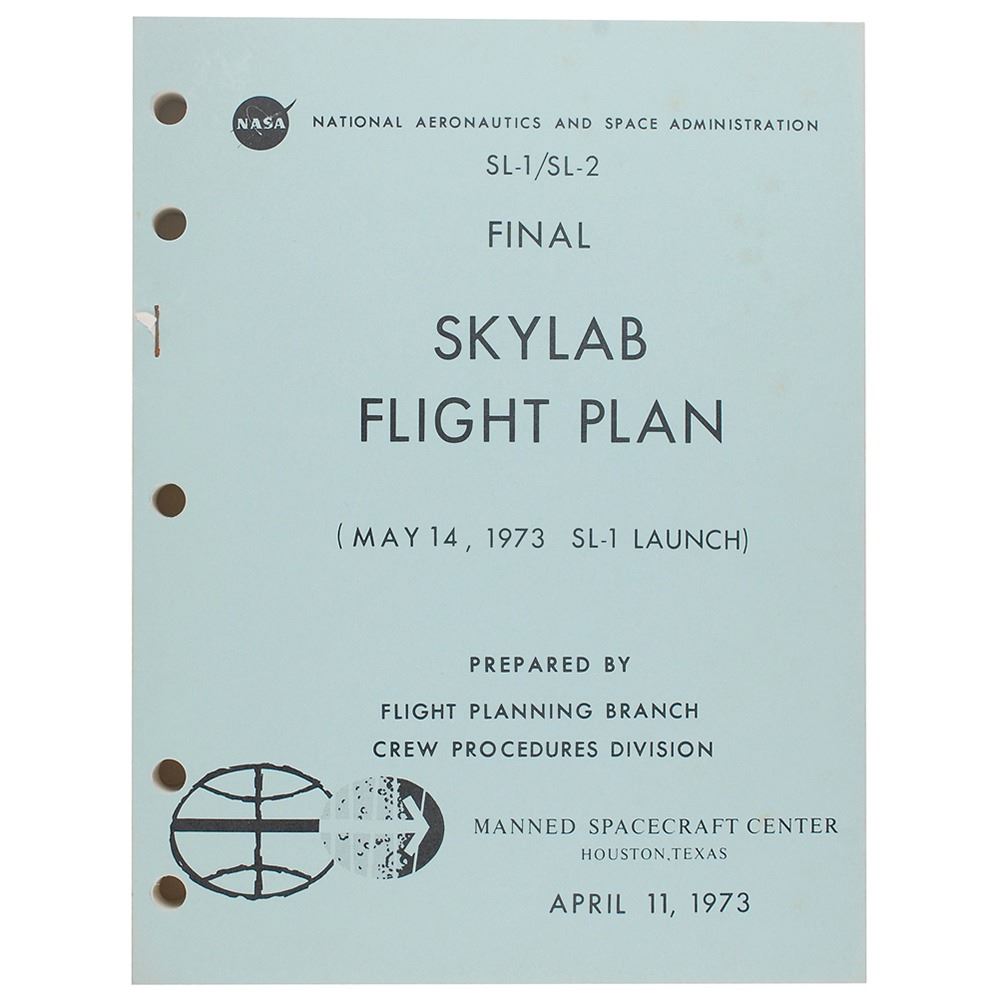 NASA NATIONAL AERONAUTICS AND SPACE ADMINISTRATION
SL-1/SL-2
FINAL
SKYLAB
FLIGHT PLAN
(MAY 14, 1973 SL-1 LAUNCH)
PREPARED BY
FLIGHT PLANNING BRANCH
CREW PROCEDURES DIVISION
MANNED SPACECRAFT CENTER
HOUSTON, TEXAS
APRIL 11, 1973